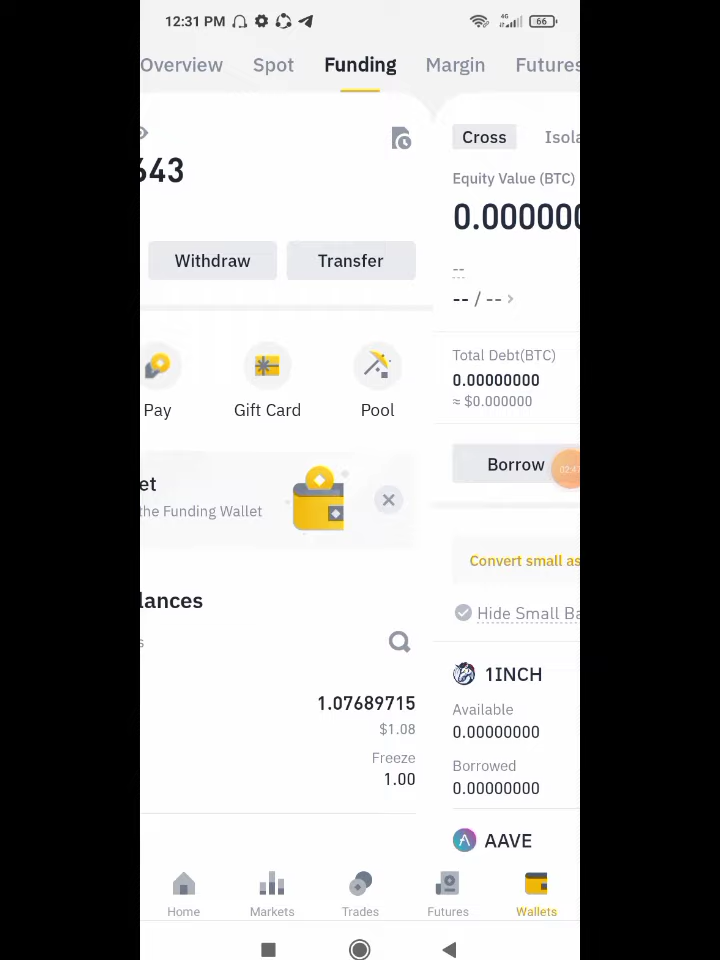 12:31 PM
4G
66
Overview Spot Funding Margin Futures
643
Withdraw Transfer
Pay Gift Card Pool
et
the Funding Wallet
lances
s
1.07689715
$1.08
Freeze
1.00
Cross Isola
Equity Value (BTC)
0.000000
--
-- / -- >
Total Debt(BTC)
0.00000000
≈ $0.000000
Borrow
Convert small as
Hide Small Ba
1INCH
Available
0.00000000
Borrowed
0.00000000
AAVE
Home Markets Trades Futures Wallets